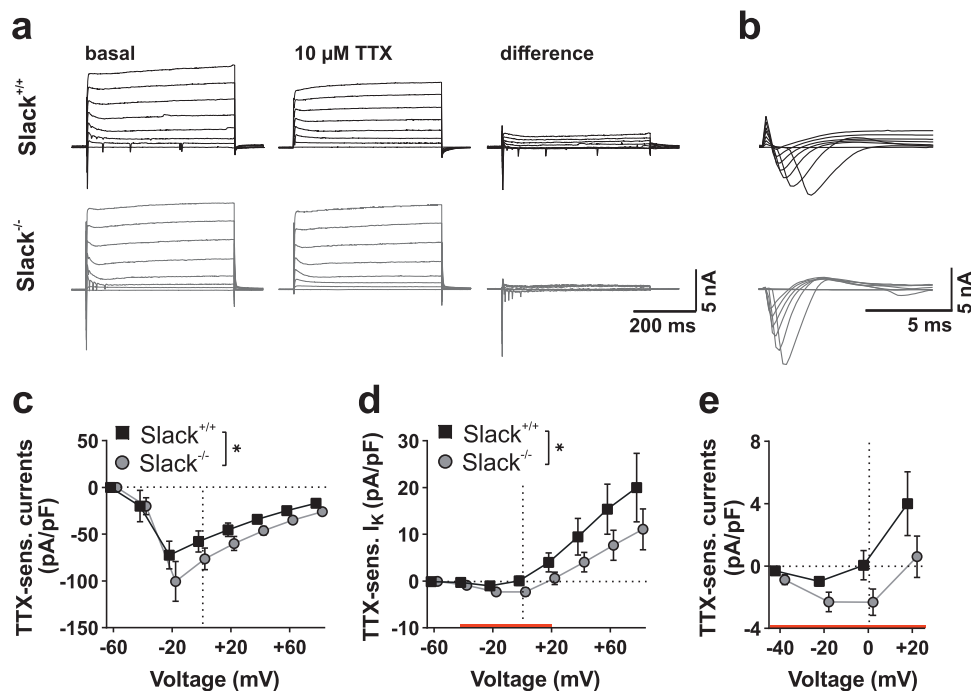 a
b
basal
10 µM TTX
difference
Slack+/+
Slack-/-
200 ms
5 nA
5 ms
5 nA
c
d
e
TTX-sens. currents (pA/pF)
50
0
-50
-100
-150
Slack+/+
Slack-/-
*
-60
-20
+20
+60
Voltage (mV)
TTX-sens. IK (pA/pF)
30
20
10
0
-10
Slack+/+
Slack-/-
*
-60
-20
+20
+60
Voltage (mV)
TTX-sens. currents (pA/pF)
8
4
0
-4
-40
-20
0
+20
Voltage (mV)